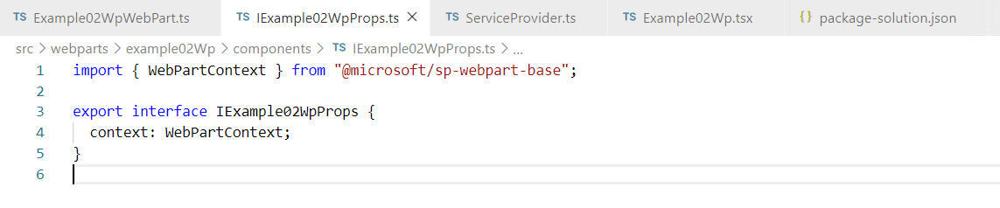 TS Example02WpWebPart.ts TS IExample02WpProps.ts × TS ServiceProvider.ts TS Example02Wp.tsx {} package-solution.json
src > webparts > example02Wp > components > TS IExample02WpProps.ts > ...
1 import { WebPartContext } from "@microsoft/sp-webpart-base";
2
3 export interface IExample02WpProps {
4 context: WebPartContext;
5 }
6